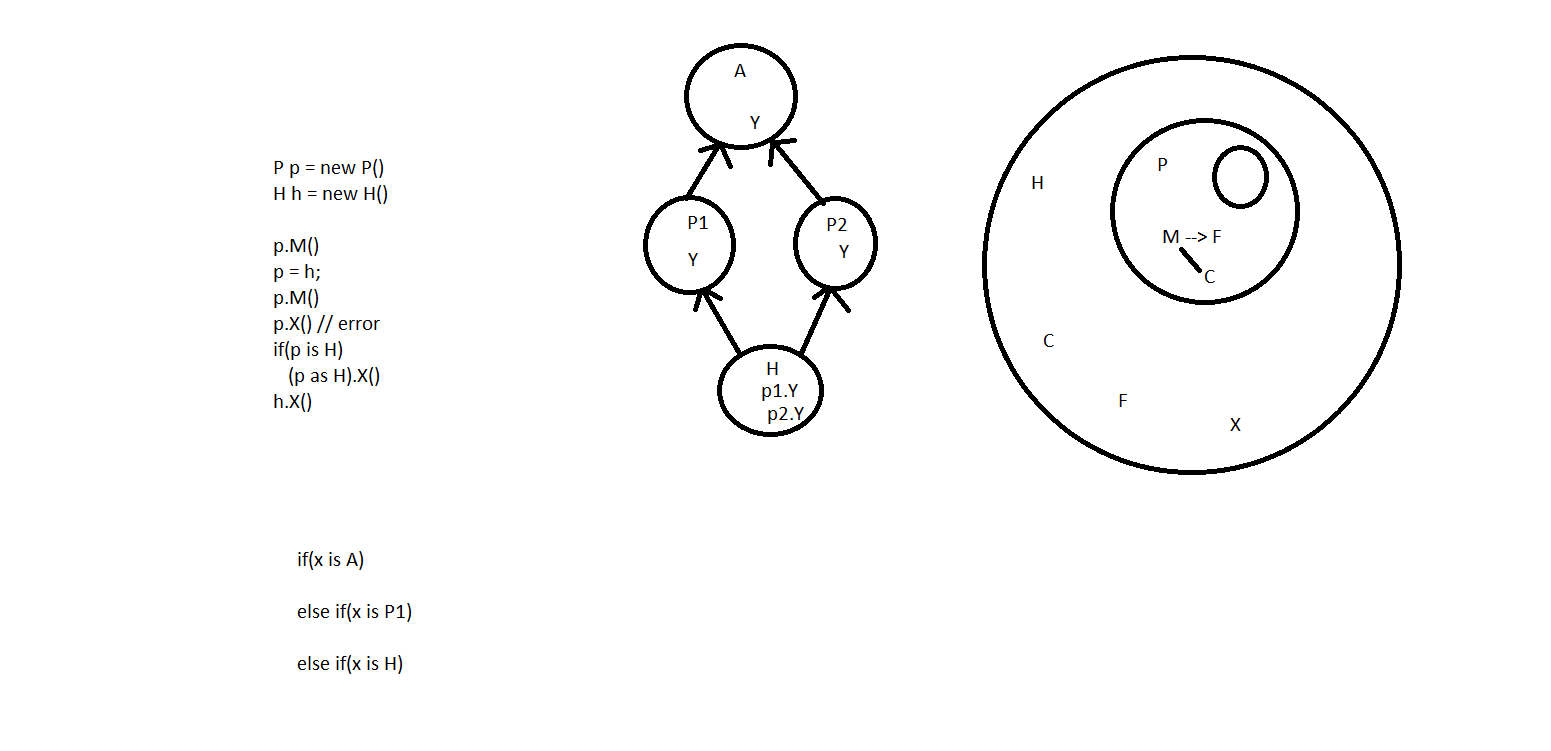 P p = new P()
H h = new H()
p.M()
p = h;
p.M()
p.X() // error
if(p is H)
(p as H).X()
h.X()
if(x is A)
else if(x is P1)
else if(x is H)
A
Y
P1
Y
P2
Y
H
p1.Y
p2.Y
H
P
M --> F
C
C
F
X